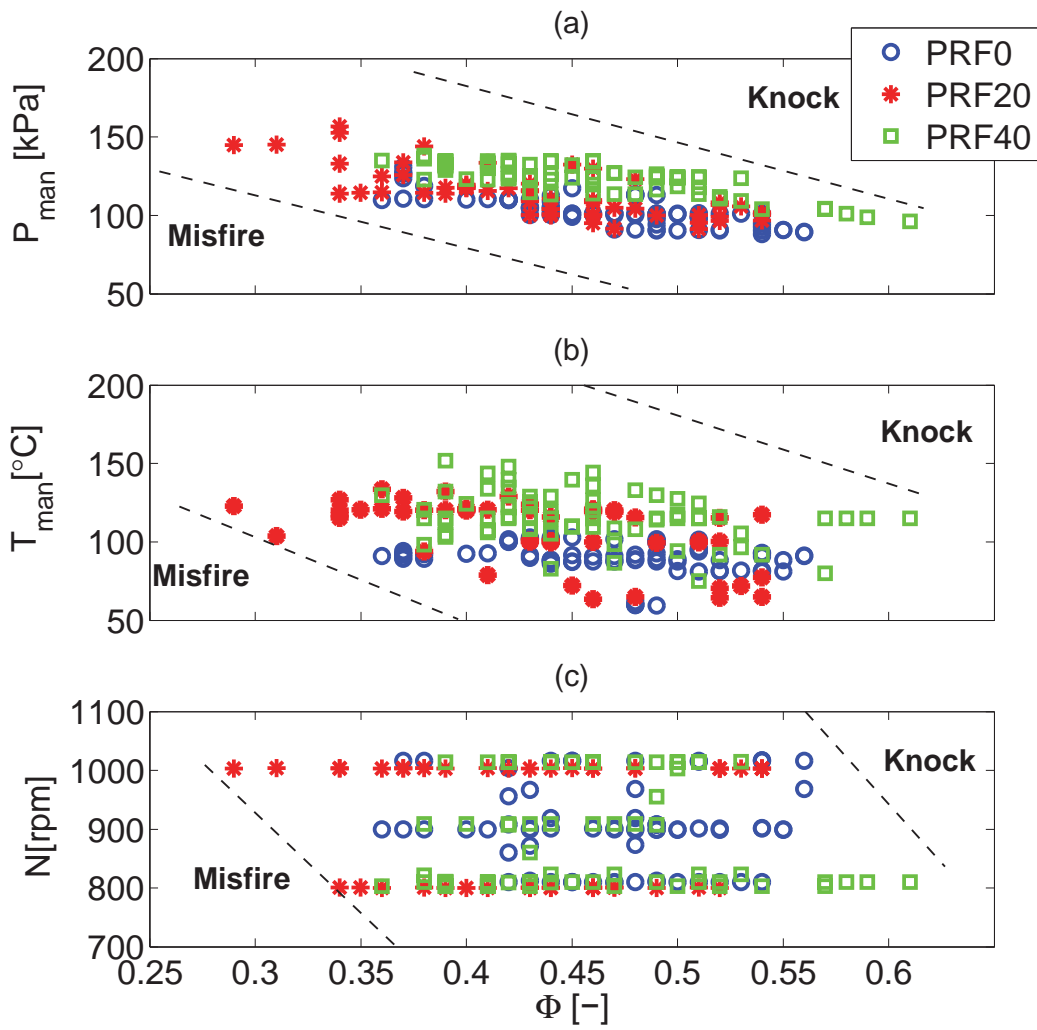 (a)
PRF0
PRF20
PRF40
200
150
100
50
P_man [kPa]
Knock
Misfire
(b)
200
150
100
50
T_man[°C]
Knock
Misfire
(c)
1100
1000
900
800
700
N[rpm]
Knock
Misfire
0.25 0.3 0.35 0.4 0.45 0.5 0.55 0.6
Φ [−]